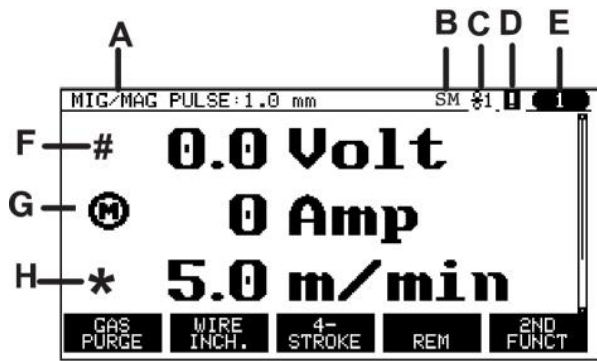 A B C D E
MIG/MAG PULSE:1.0 mm SM 1 ! 1
F # 0.0 Volt
G M 0 Amp
H * 5.0 m/min
GAS PURGE WIRE INCH. 4-STROKE REM 2ND FUNCT